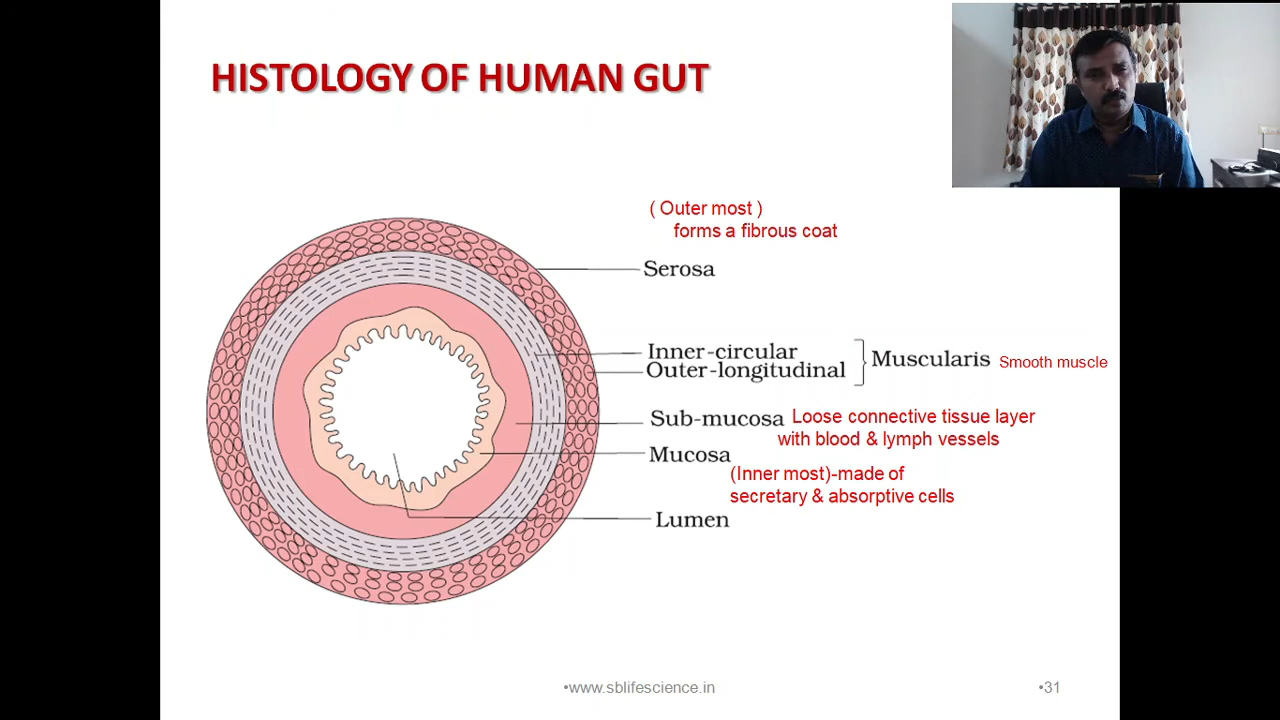 HISTOLOGY OF HUMAN GUT
( Outer most )
forms a fibrous coat
Serosa
Inner-circular
Outer-longitudinal
Muscularis
Smooth muscle
Sub-mucosa
Loose connective tissue layer
with blood & lymph vessels
Mucosa
(Inner most)-made of
secretary & absorptive cells
Lumen
•www.sblifescience.in
•31